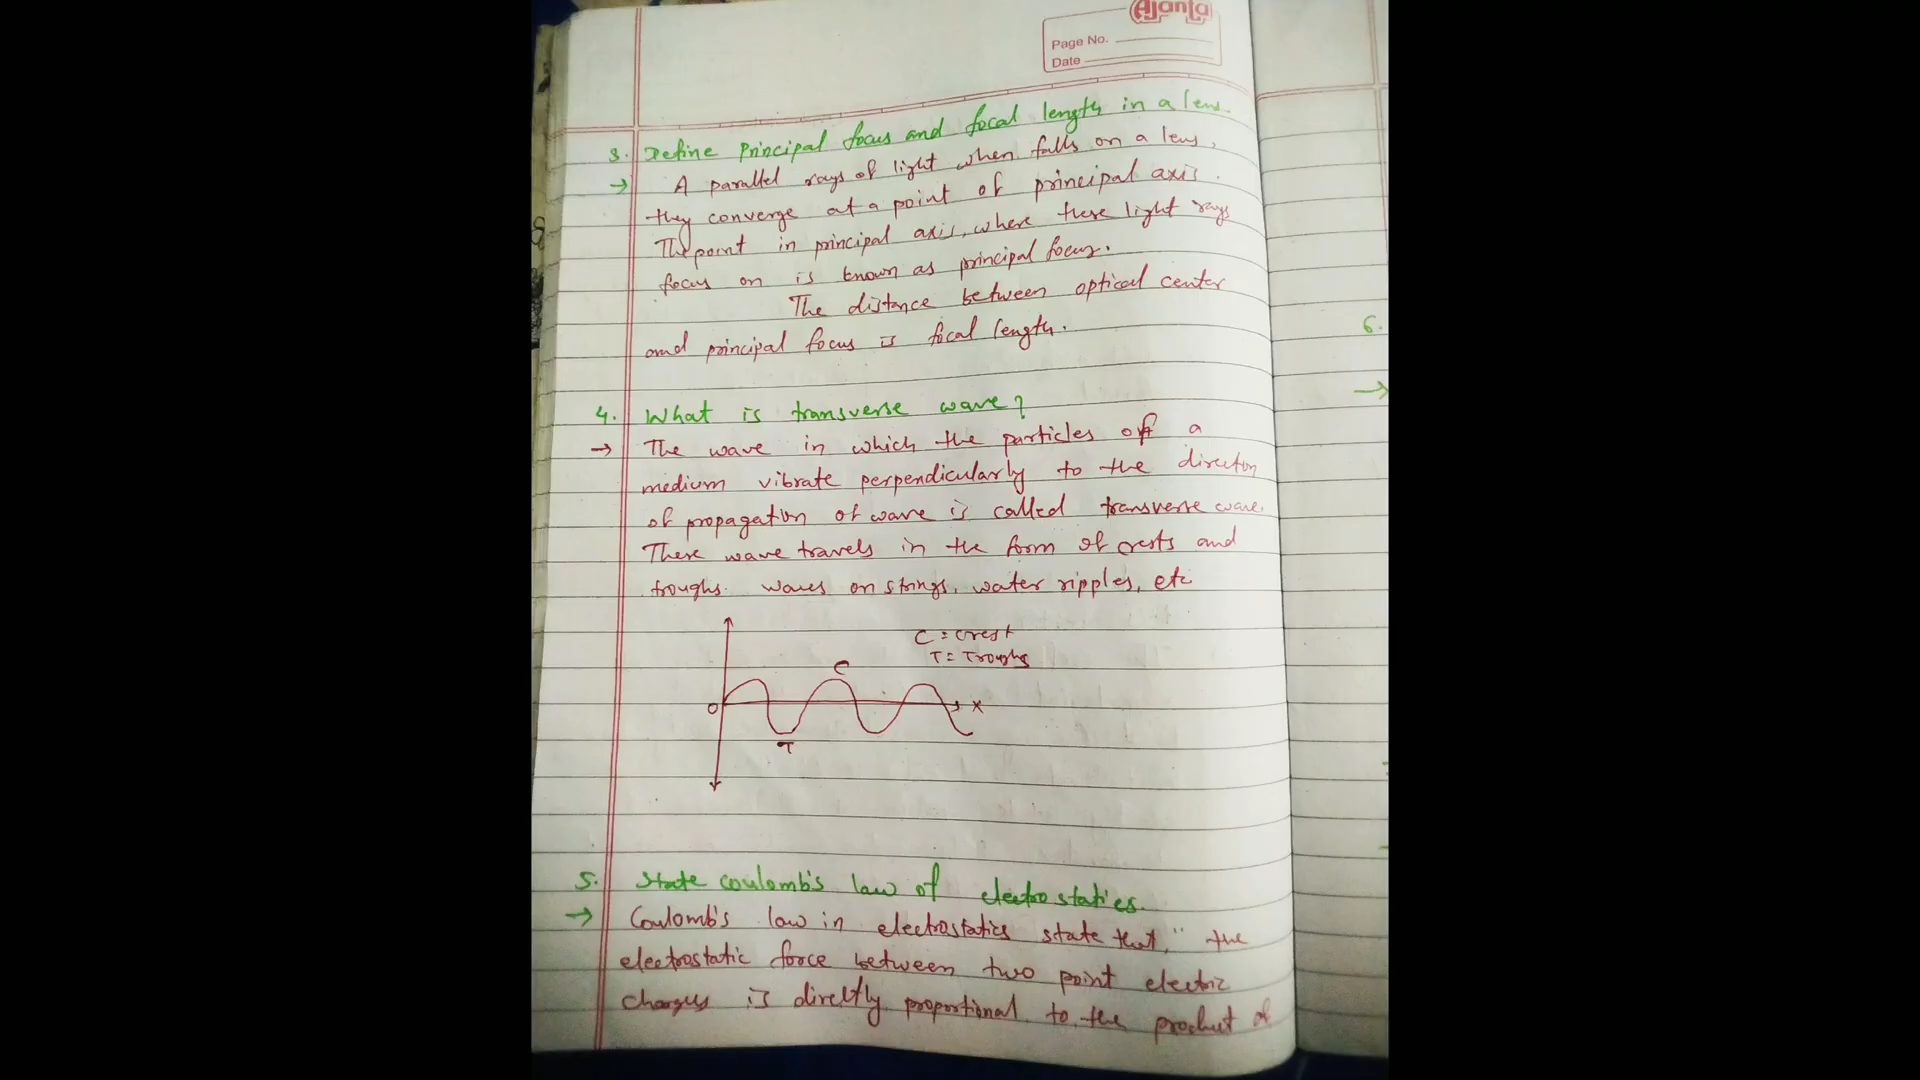 Ajanta
Page No.
Date
3. Define Principal focus and focal length in a lens.
→ A parallel rays of light when falls on a lens,
they converge at a point of principal axis.
The point in principal axis, where these light rays
focus on is known as principal focus.
The distance between optical center
and principal focus is focal length.
4. What is transverse wave?
→ The wave in which the particles of a
medium vibrate perpendicularly to the direction
of propagation of wave is called transverse wave.
These wave travels in the form of crests and
troughs. waves on strings, water ripples, etc
C = crest
T = Troughs
C
O
X
T
5. State coulomb's law of electrostatics.
→ Coulomb's law in electrostatics state that, " the
electrostatic force between two point electric
charges is directly proportional to the product of
6.
→